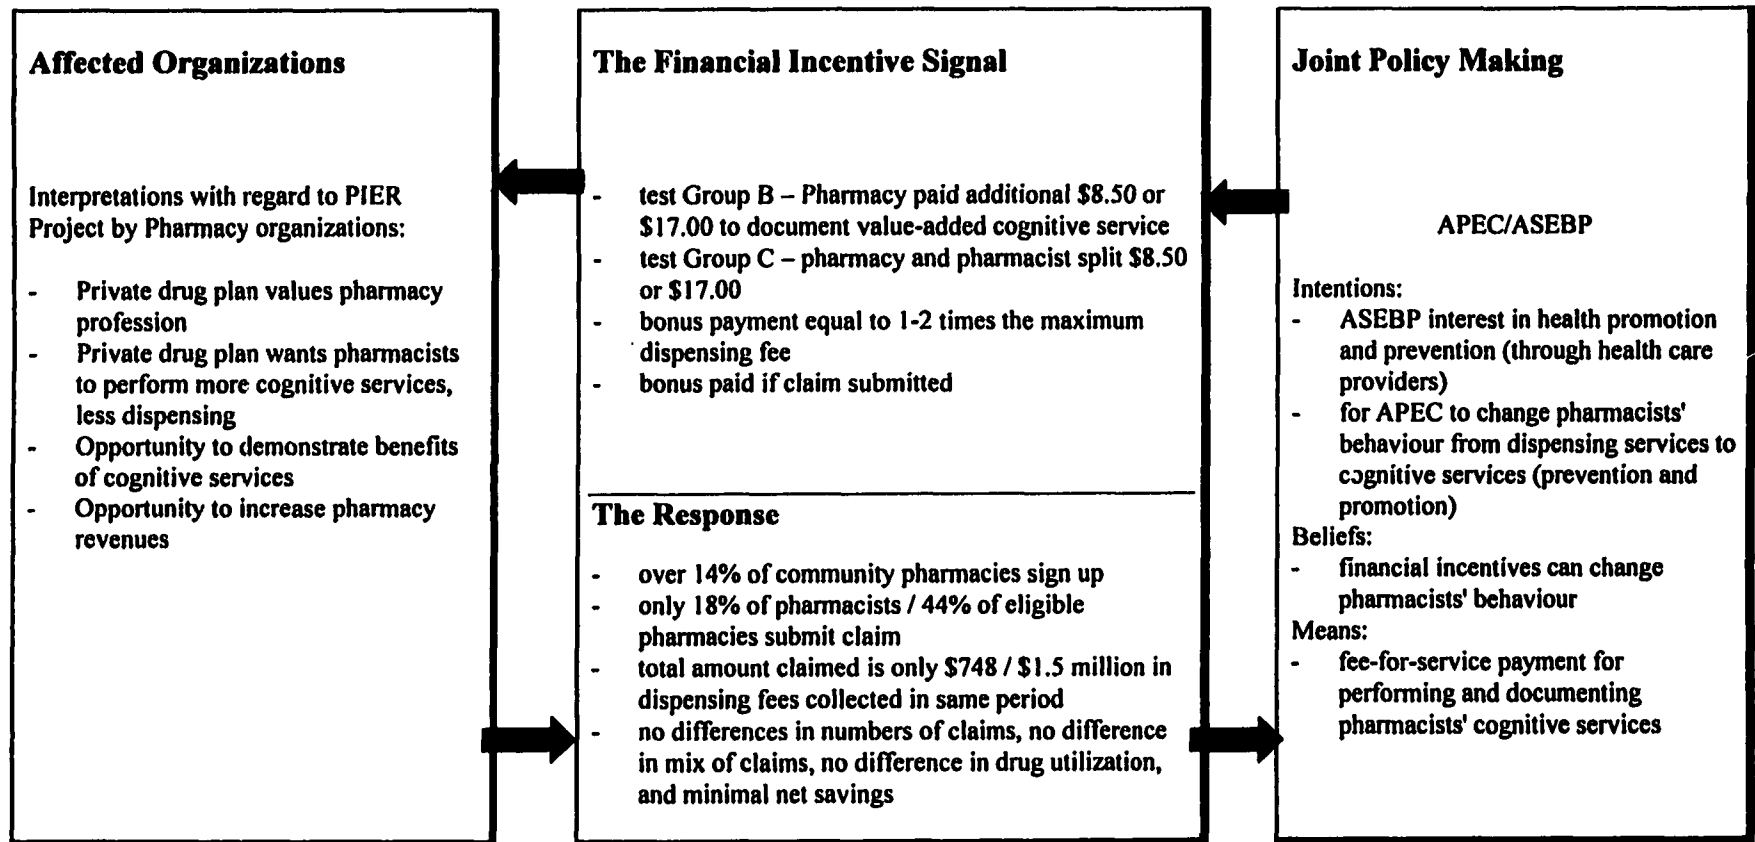 Affected Organizations
Interpretations with regard to PIER
Project by Pharmacy organizations:
- Private drug plan values pharmacy
profession
- Private drug plan wants pharmacists
to perform more cognitive services,
less dispensing
- Opportunity to demonstrate benefits
of cognitive services
- Opportunity to increase pharmacy
revenues
The Financial Incentive Signal
- test Group B – Pharmacy paid additional $8.50 or
$17.00 to document value-added cognitive service
- test Group C – pharmacy and pharmacist split $8.50
or $17.00
- bonus payment equal to 1-2 times the maximum
dispensing fee
- bonus paid if claim submitted
The Response
- over 14% of community pharmacies sign up
- only 18% of pharmacists / 44% of eligible
pharmacies submit claim
- total amount claimed is only $748 / $1.5 million in
dispensing fees collected in same period
- no differences in numbers of claims, no difference
in mix of claims, no difference in drug utilization,
and minimal net savings
Joint Policy Making
APEC/ASEBP
Intentions:
- ASEBP interest in health promotion
and prevention (through health care
providers)
- for APEC to change pharmacists'
behaviour from dispensing services to
cognitive services (prevention and
promotion)
Beliefs:
- financial incentives can change
pharmacists' behaviour
Means:
- fee-for-service payment for
performing and documenting
pharmacists' cognitive services